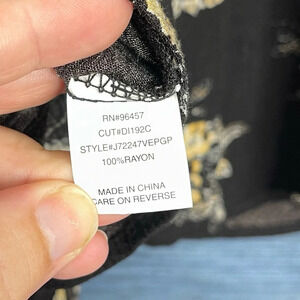 RN#96457
CUT#DI192C
STYLE#J72247VEPGP
100%RAYON
MADE IN CHINA
CARE ON REVERSE